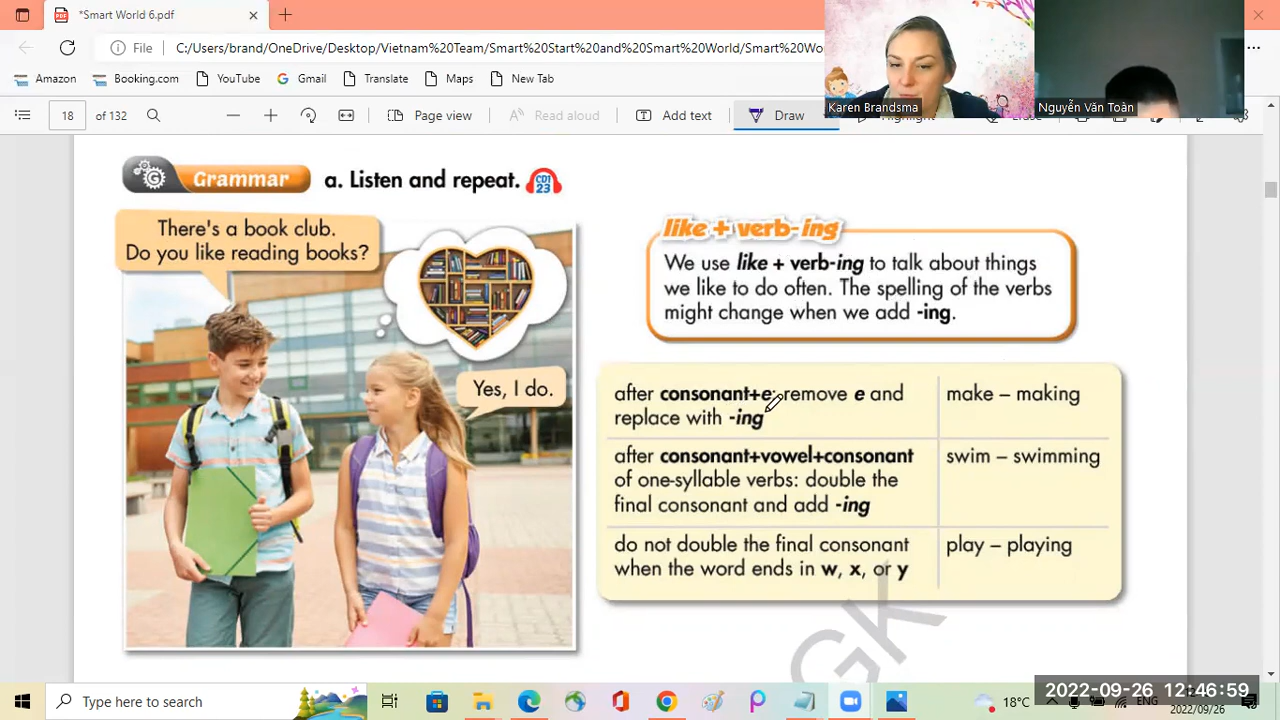 *Smart World 6.pdf
File
C:/Users/brand/OneDrive/Desktop/Vietnam%20Team/Smart%20Start%20and%20Smart%20World/Smart%20Wo
Amazon Booking.com YouTube Gmail Translate Maps New Tab
Karen Brandsma Nguyễn Văn Toàn
18 of 132 Page view Read aloud Add text Draw
G Grammar a. Listen and repeat. CD1 23
There's a book club.
Do you like reading books?
Yes, I do.
like + verb-ing
We use like + verb-ing to talk about things
we like to do often. The spelling of the verbs
might change when we add -ing.
after consonant+e: remove e and
replace with -ing
make – making
after consonant+vowel+consonant
of one-syllable verbs: double the
final consonant and add -ing
swim – swimming
do not double the final consonant
when the word ends in w, x, or y
play – playing
GK
Type here to search
18°C
ENG
2022-09-26 12:46:59
2022/09/26